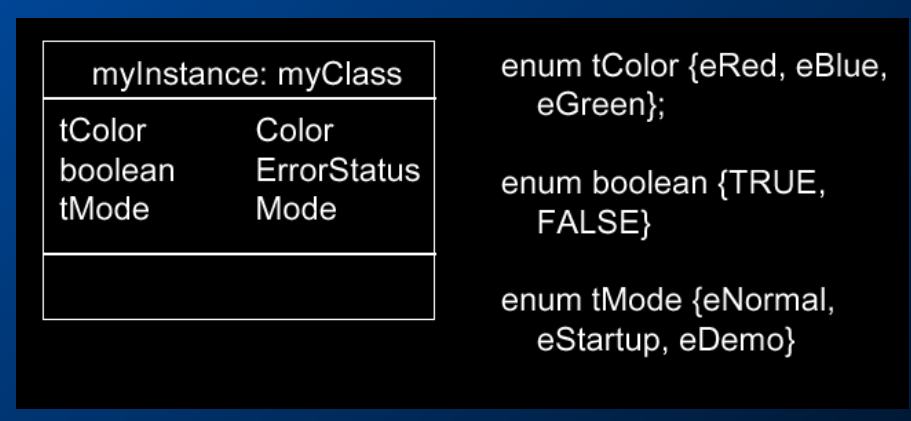 myInstance: myClass
tColor Color
boolean ErrorStatus
tMode Mode
enum tColor {eRed, eBlue,
eGreen};
enum boolean {TRUE,
FALSE}
enum tMode {eNormal,
eStartup, eDemo}